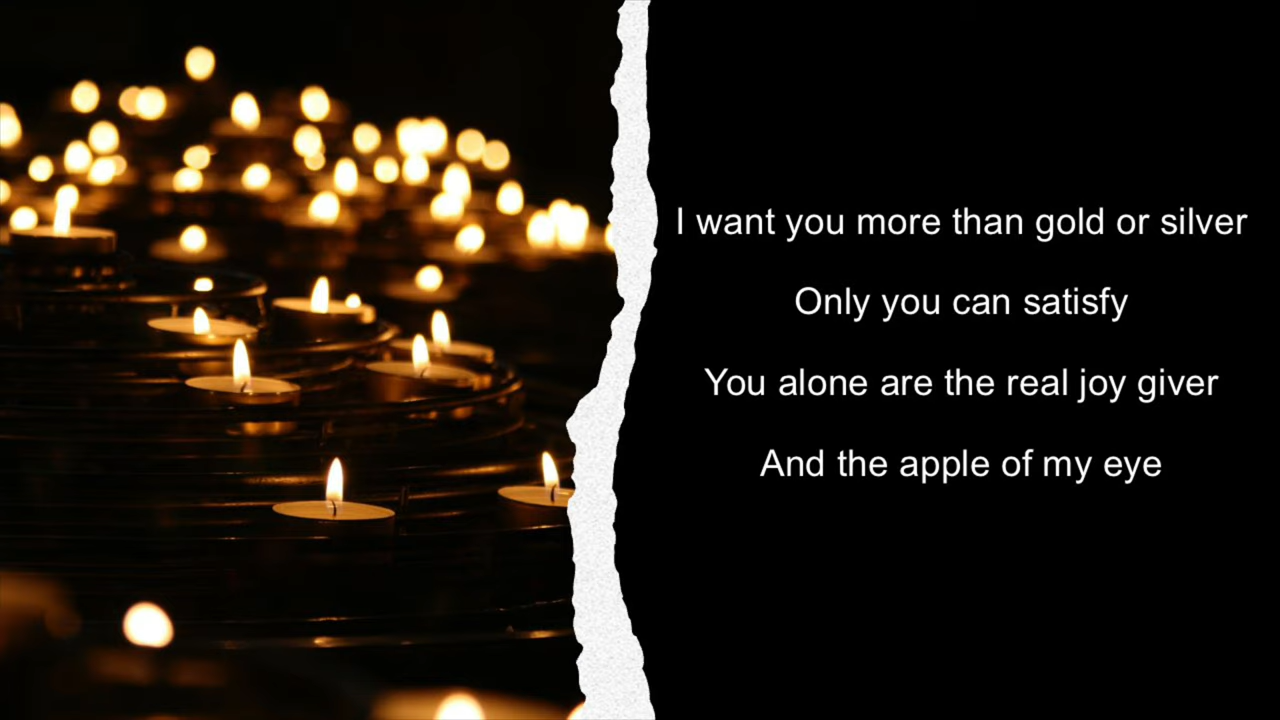 I want you more than gold or silver
Only you can satisfy
You alone are the real joy giver
And the apple of my eye